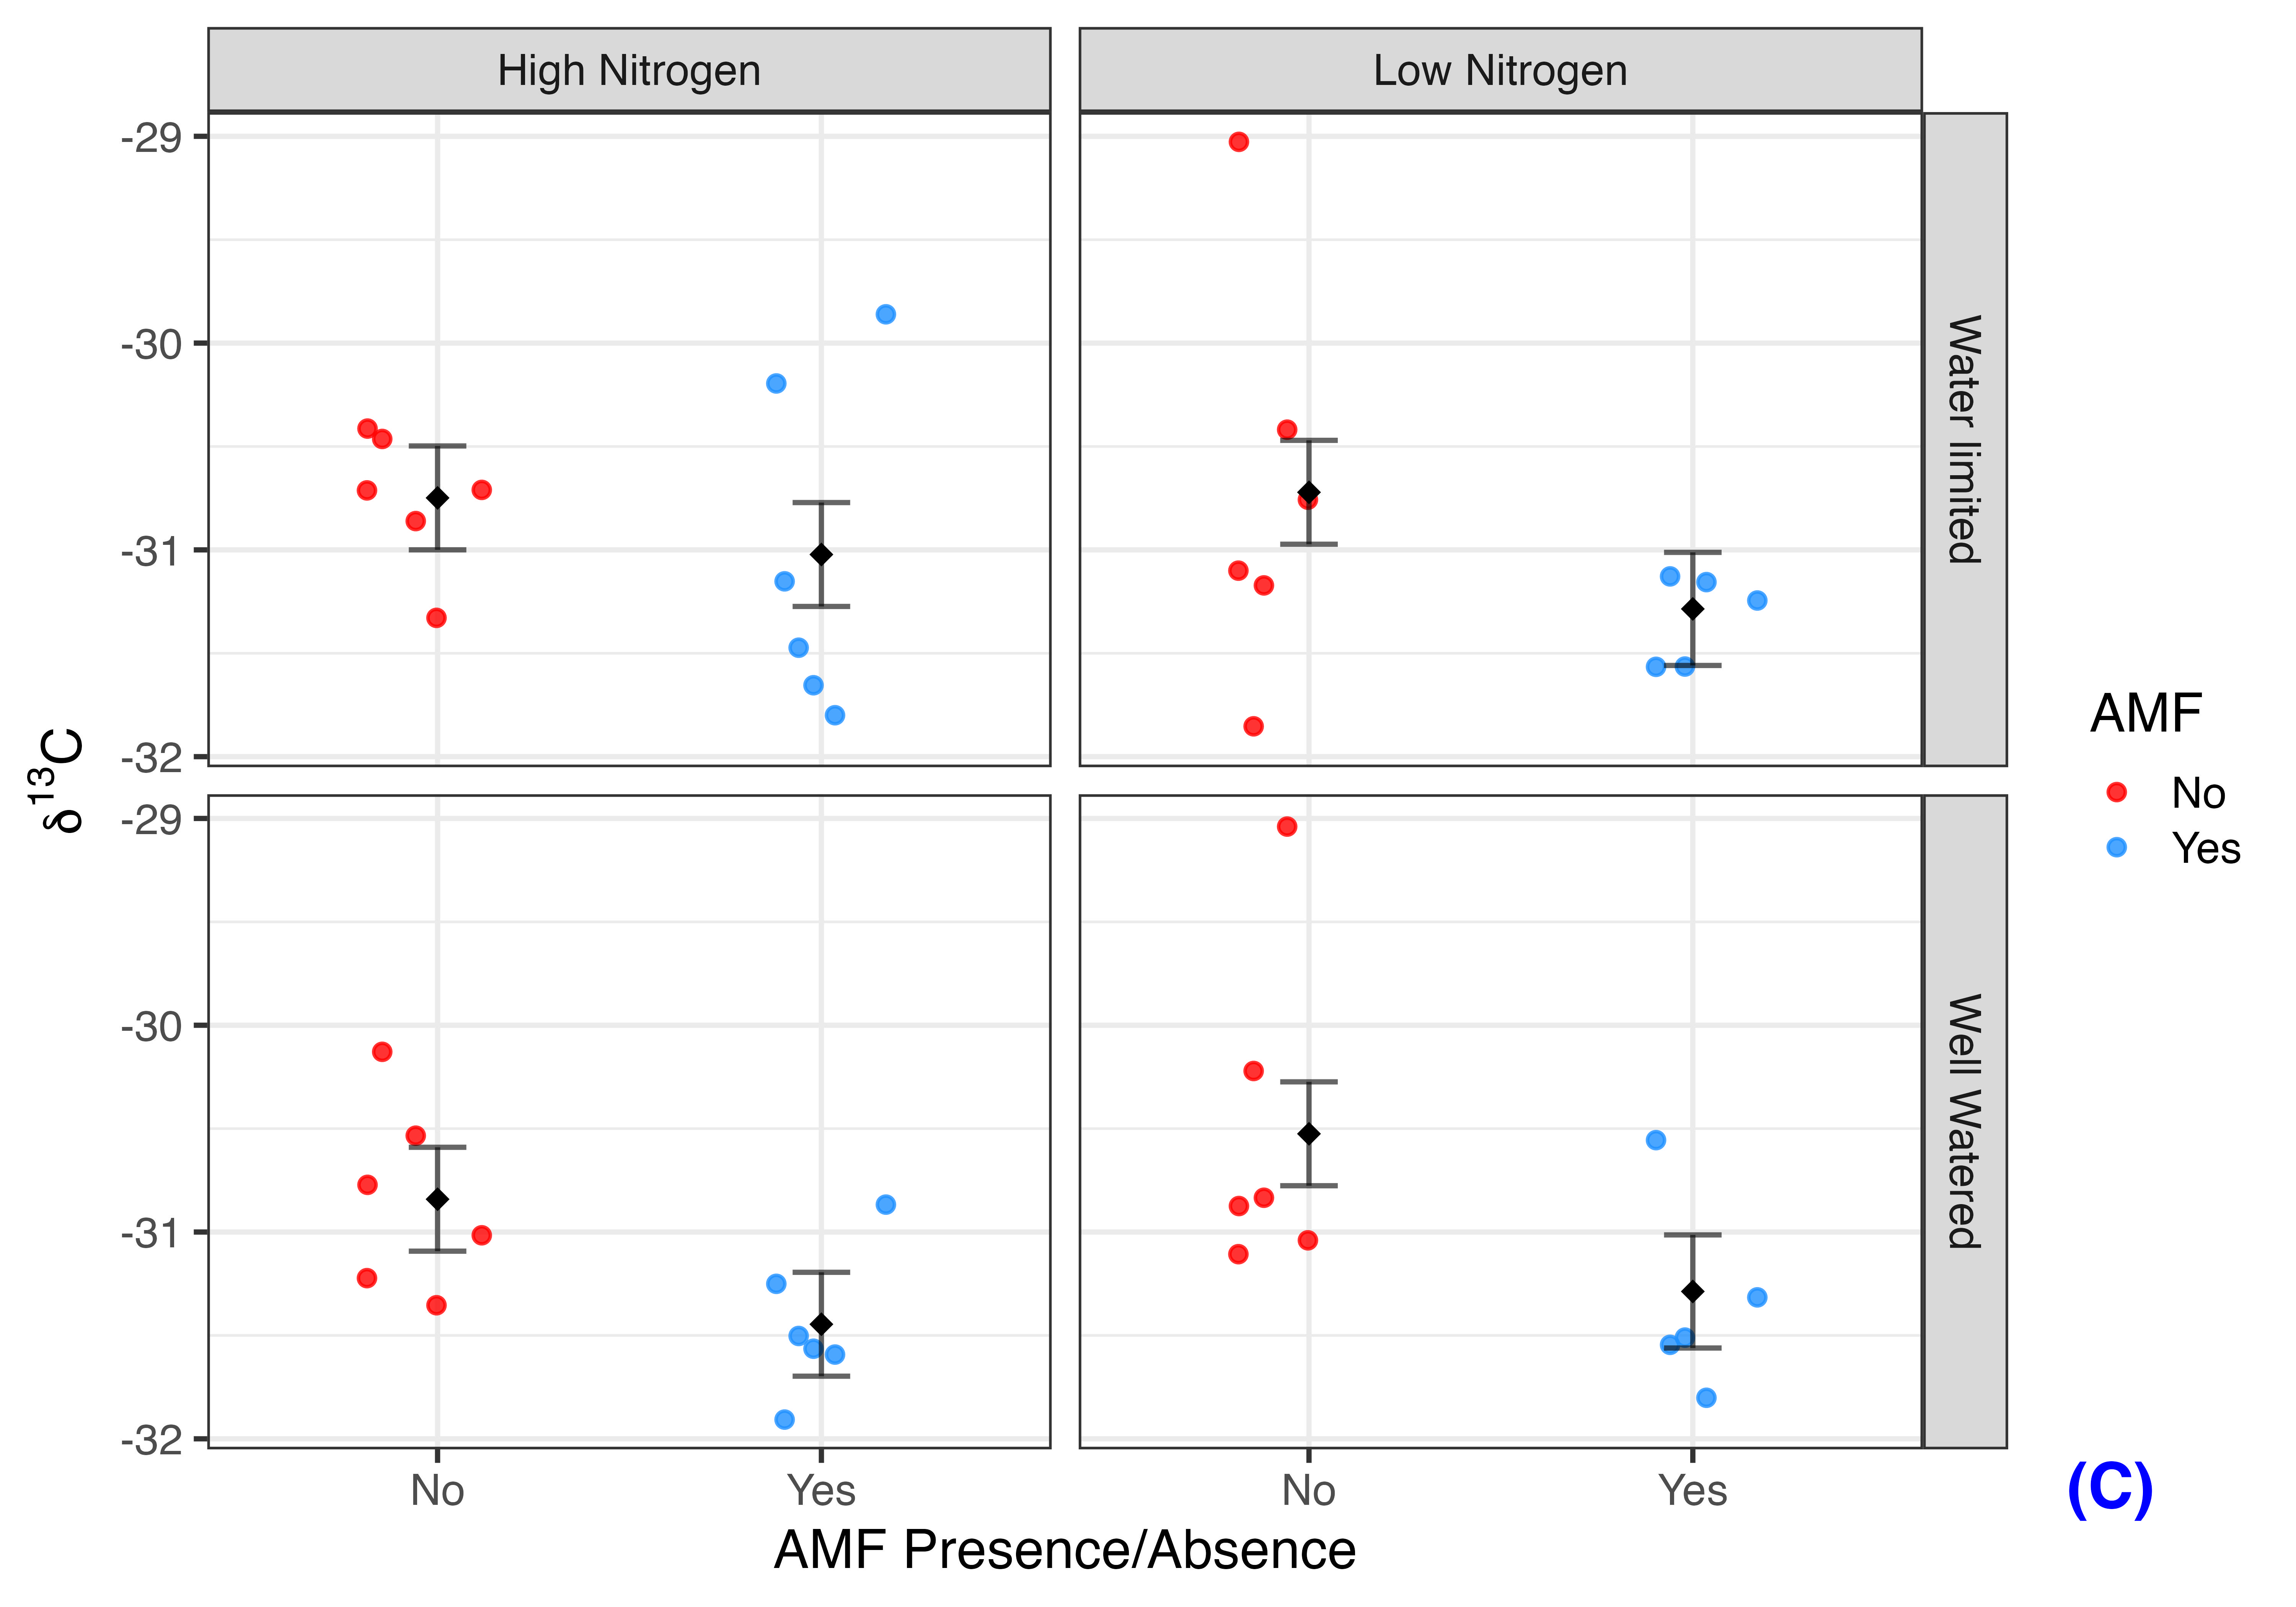 High Nitrogen
Low Nitrogen
-29
-30
-31
-32
Water limited
-29
-30
-31
-32
Well Watered
δ ¹³C
No
Yes
No
Yes
AMF Presence/Absence
AMF
No
Yes
(C)